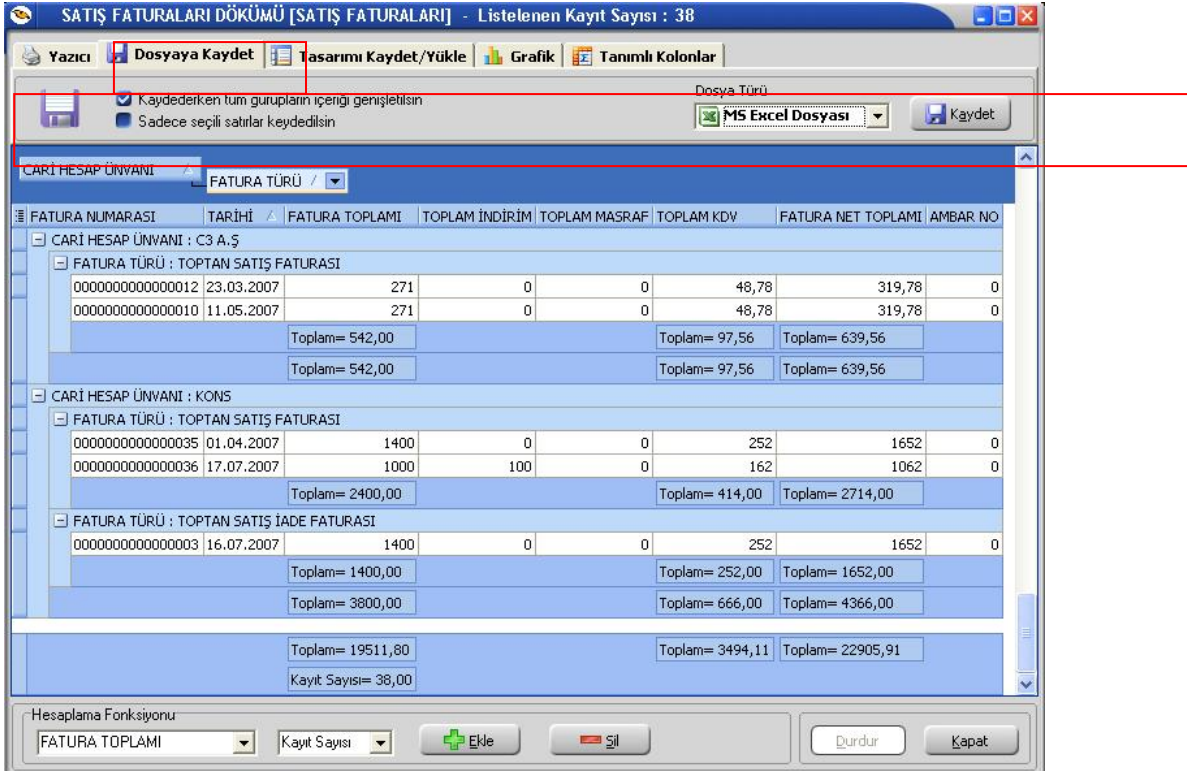 SATIŞ FATURALARI DÖKÜMÜ [SATIŞ FATURALARI] - Listelenen Kayıt Sayısı : 38
Yazıcı Dosyaya Kaydet Tasarımı Kaydet/Yükle Grafik Tanımlı Kolonlar
Kaydederken tüm gurupların içeriği genişletilsin
Sadece seçili satırlar keydedilsin
Dosya Türü
MS Excel Dosyası Kaydet
CARİ HESAP ÜNVANI
FATURA TÜRÜ
FATURA NUMARASI TARİHİ FATURA TOPLAMI TOPLAM İNDİRİM TOPLAM MASRAF TOPLAM KDV FATURA NET TOPLAMI AMBAR NO
CARİ HESAP ÜNVANI : C3 A.Ş
FATURA TÜRÜ : TOPTAN SATIŞ FATURASI
0000000000000012 23.03.2007 271 0 0 48,78 319,78 0
0000000000000010 11.05.2007 271 0 0 48,78 319,78 0
Toplam= 542,00 Toplam= 97,56 Toplam= 639,56
Toplam= 542,00 Toplam= 97,56 Toplam= 639,56
CARİ HESAP ÜNVANI : KONS
FATURA TÜRÜ : TOPTAN SATIŞ FATURASI
0000000000000035 01.04.2007 1400 0 0 252 1652 0
0000000000000036 17.07.2007 1000 100 0 162 1062 0
Toplam= 2400,00 Toplam= 414,00 Toplam= 2714,00
FATURA TÜRÜ : TOPTAN SATIŞ İADE FATURASI
0000000000000003 16.07.2007 1400 0 0 252 1652 0
Toplam= 1400,00 Toplam= 252,00 Toplam= 1652,00
Toplam= 3800,00 Toplam= 666,00 Toplam= 4366,00
Toplam= 19511,80 Toplam= 3494,11 Toplam= 22905,91
Kayıt Sayısı= 38,00
Hesaplama Fonksiyonu
FATURA TOPLAMI Kayıt Sayısı Ekle Sil Durdur Kapat